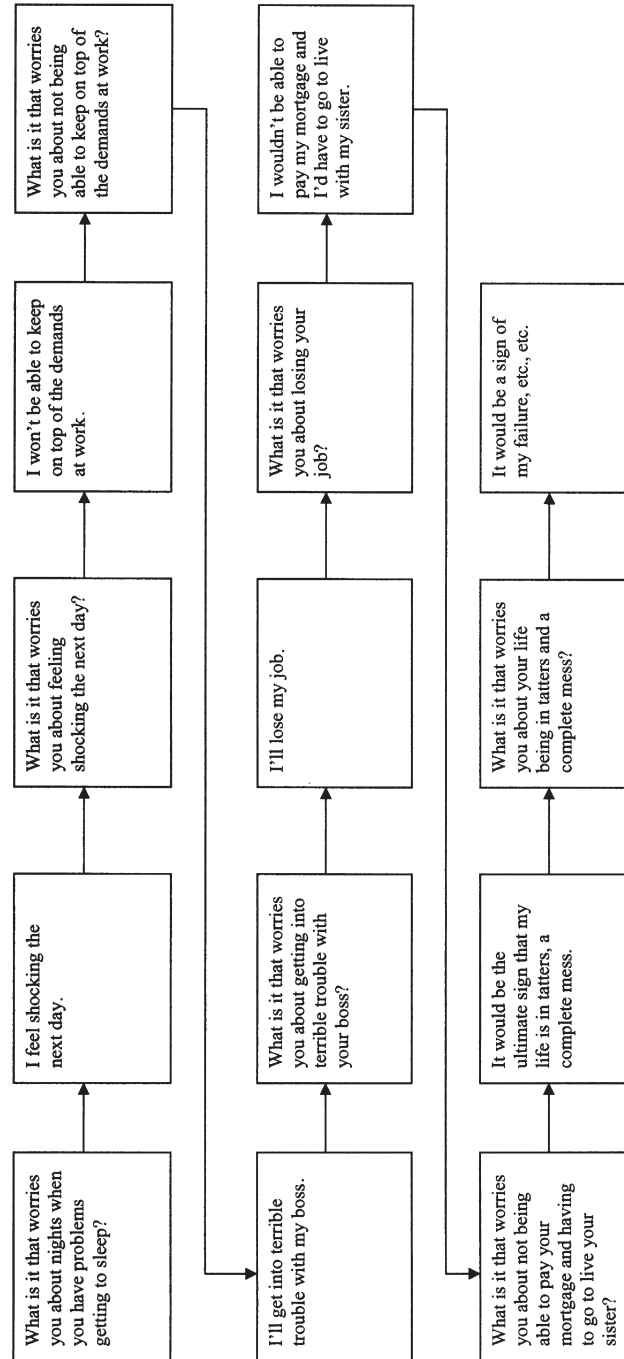 What is it that worries
you about nights when
you have problems
getting to sleep?
I feel shocking the
next day.
What is it that worries
you about feeling
shocking the next day?
I won't be able to keep
on top of the demands
at work.
What is it that worries
you about not being
able to keep on top of
the demands at work?
I'll get into terrible
trouble with my boss.
What is it that worries
you about getting into
terrible trouble with
your boss?
I'll lose my job.
What is it that worries
you about losing your
job?
I wouldn't be able to
pay my mortgage and
I'd have to go to live
with my sister.
What is it that worries
you about not being
able to pay your
mortgage and having
to go to live your
sister?
It would be the
ultimate sign that my
life is in tatters, a
complete mess.
What is it that worries
you about your life
being in tatters and a
complete mess?
It would be a sign of
my failure, etc., etc.